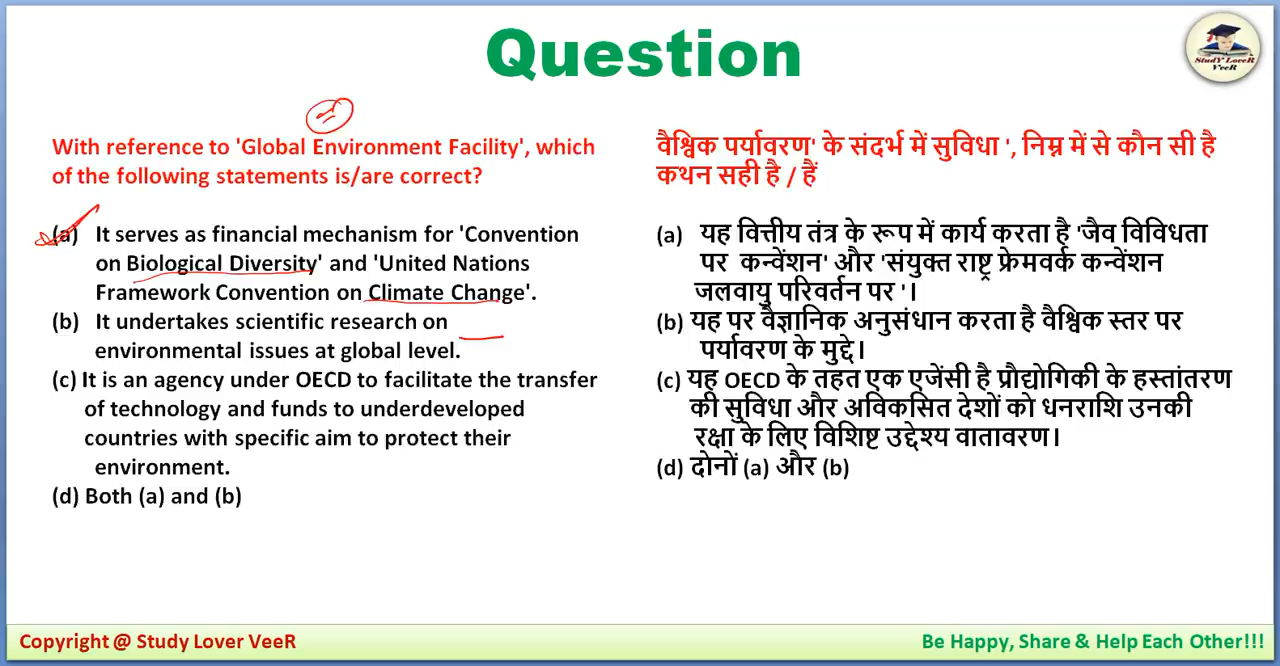 Question
StudY LoveR
VeeR
With reference to 'Global Environment Facility', which
of the following statements is/are correct?
(a) It serves as financial mechanism for 'Convention
on Biological Diversity' and 'United Nations
Framework Convention on Climate Change'.
(b) It undertakes scientific research on
environmental issues at global level.
(c) It is an agency under OECD to facilitate the transfer
of technology and funds to underdeveloped
countries with specific aim to protect their
environment.
(d) Both (a) and (b)
वैश्विक पर्यावरण' के संदर्भ में सुविधा ', निम्न में से कौन सी है
कथन सही है / हैं
(a) यह वित्तीय तंत्र के रूप में कार्य करता है 'जैव विविधता
पर कन्वेंशन' और 'संयुक्त राष्ट्र फ्रेमवर्क कन्वेंशन
जलवायु परिवर्तन पर '।
(b) यह पर वैज्ञानिक अनुसंधान करता है वैश्विक स्तर पर
पर्यावरण के मुद्दे।
(c) यह OECD के तहत एक एजेंसी है प्रौद्योगिकी के हस्तांतरण
की सुविधा और अविकसित देशों को धनराशि उनकी
रक्षा के लिए विशिष्ट उद्देश्य वातावरण।
(d) दोनों (a) और (b)
Copyright @ Study Lover VeeR
Be Happy, Share & Help Each Other!!!